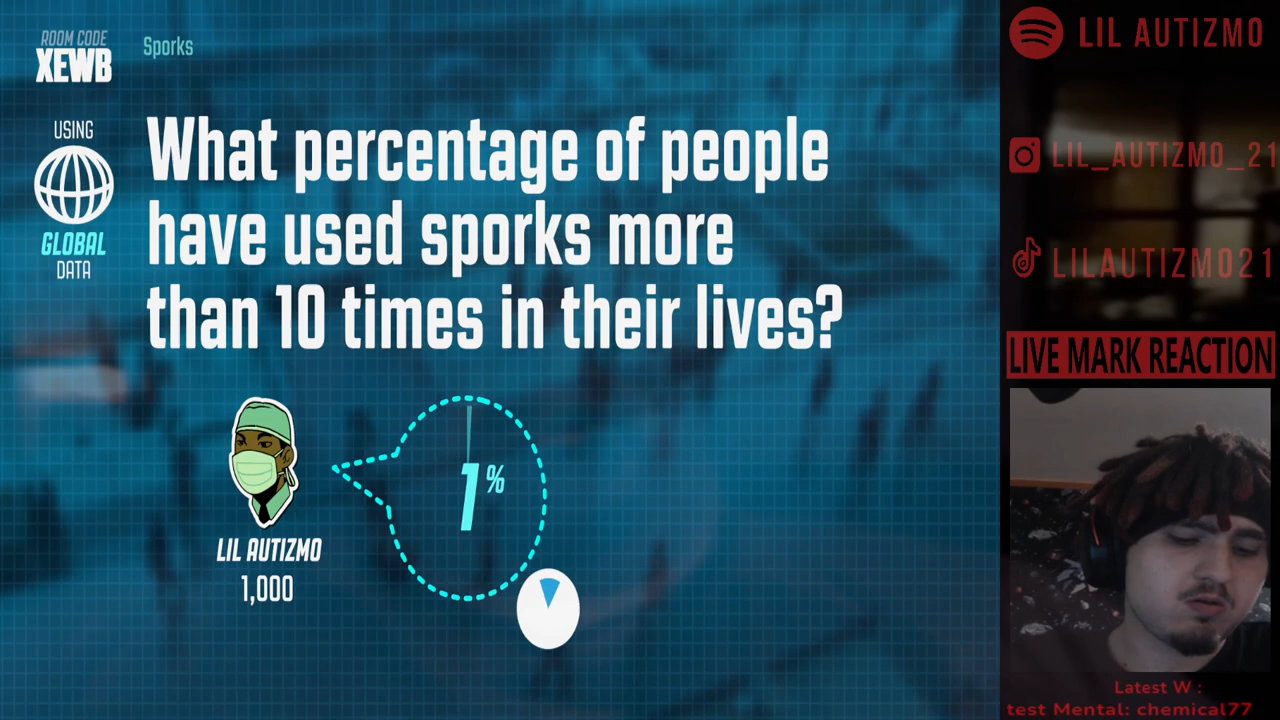 ROOM CODE
XEWB
Sporks
USING
GLOBAL
DATA
What percentage of people
have used sporks more
than 10 times in their lives?
1%
LIL AUTIZMO
1,000
LIL AUTIZMO
LIL_AUTIZMO_21
LILAUTIZMO21
LIVE MARK REACTION
Latest W :
test Mental: chemical77